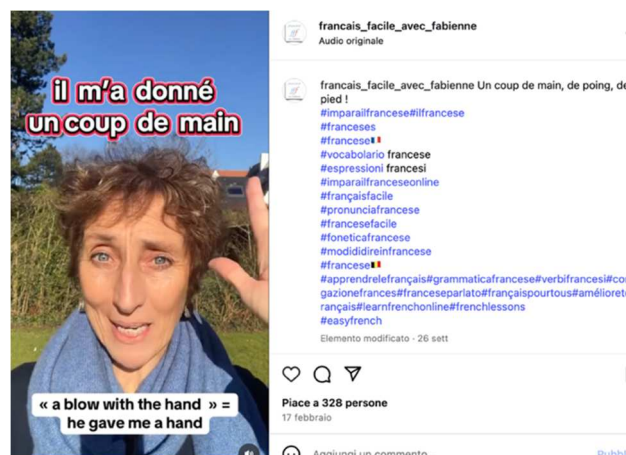 il m'a donné
un coup de main
« a blow with the hand » =
he gave me a hand
francais_facile_avec_fabienne
Audio originale
francais_facile_avec_fabienne Un coup de main, de poing, de
pied !
#imparailfrancese#ilfrancese
#franceses
#francese🇫🇷
#vocabolario francese
#espressioni francesi
#imparailfranceseonline
#françaisfacile
#pronunciafrancese
#francesefacile
#foneticafrancese
#modididireinfrancese
#francese🇧🇪
#apprendrelefrançais#grammaticafrancese#verbifrancesi
gazionefrances#franceseparlato#françaispourtous
rançais#learnfrenchonline#frenchlessons
#easyfrench
Elemento modificato · 26 sett
Piace a 328 persone
17 febbraio
Aggiungi un commento